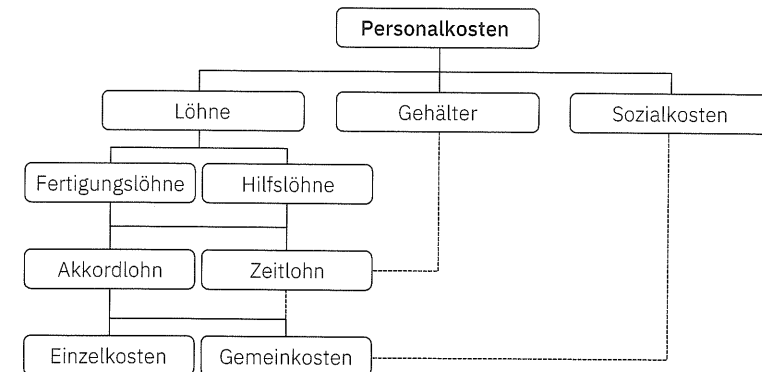 Personalkosten
Löhne
Gehälter
Sozialkosten
Fertigungslöhne
Hilfslöhne
Akkordlohn
Zeitlohn
Einzelkosten
Gemeinkosten